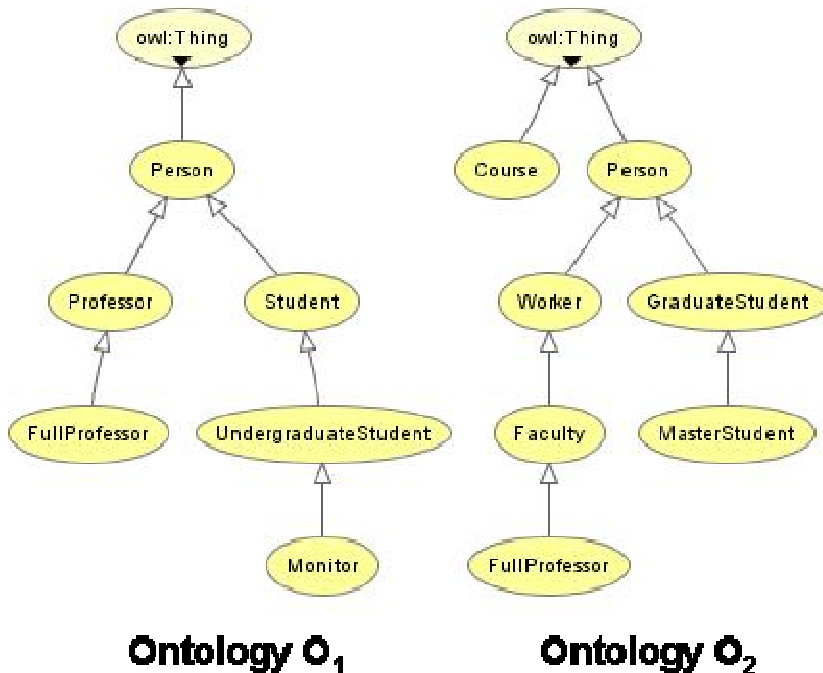 owl:Thing owl:Thing
Person Course Person
Professor Student Worker GraduateStudent
FullProfessor UndergraduateStudent Faculty MasterStudent
Monitor FullProfessor
Ontology O₁ Ontology O₂